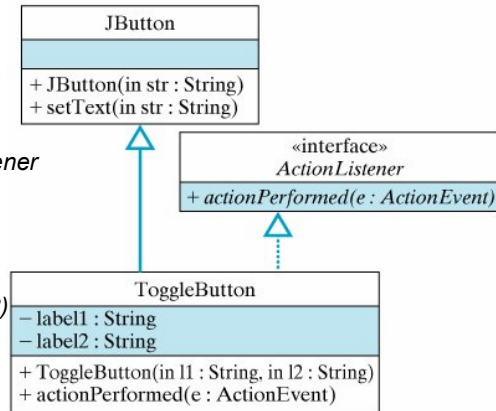 JButton
+ JButton(in str : String)
+ setText(in str : String)
ener
«interface»
ActionListener
+ actionPerformed(e : ActionEvent)
)
ToggleButton
− label1 : String
− label2 : String
+ ToggleButton(in l1 : String, in l2 : String)
+ actionPerformed(e : ActionEvent)